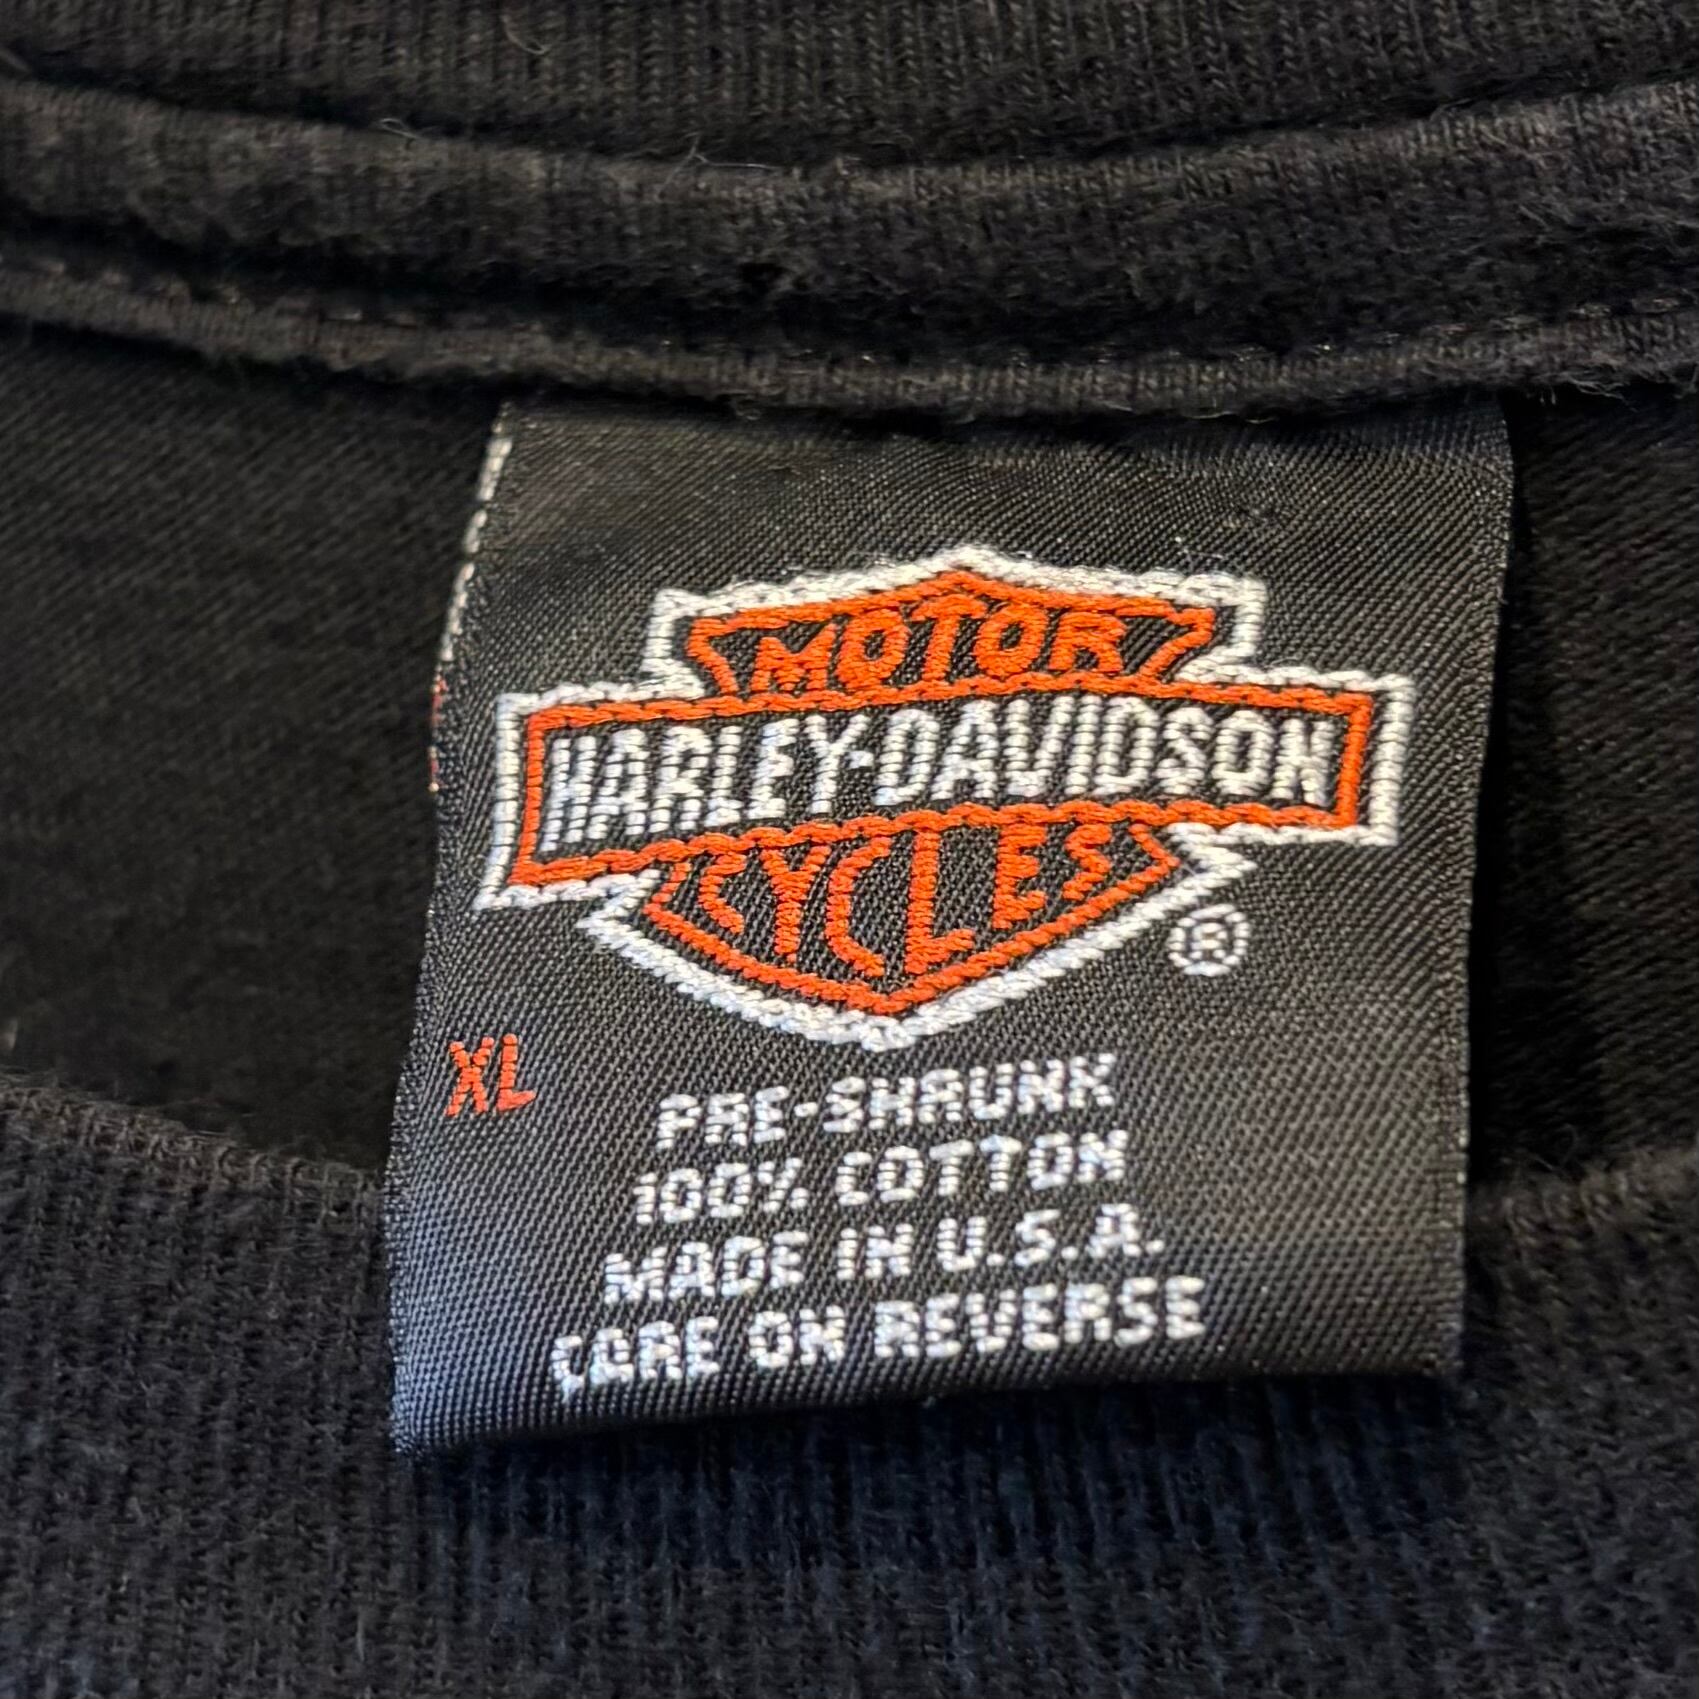 MOTOR
HARLEY-DAVIDSON
CYCLES
®
XL
PRE-SHRUNK
100% COTTON
MADE IN U.S.A.
CARE ON REVERSE